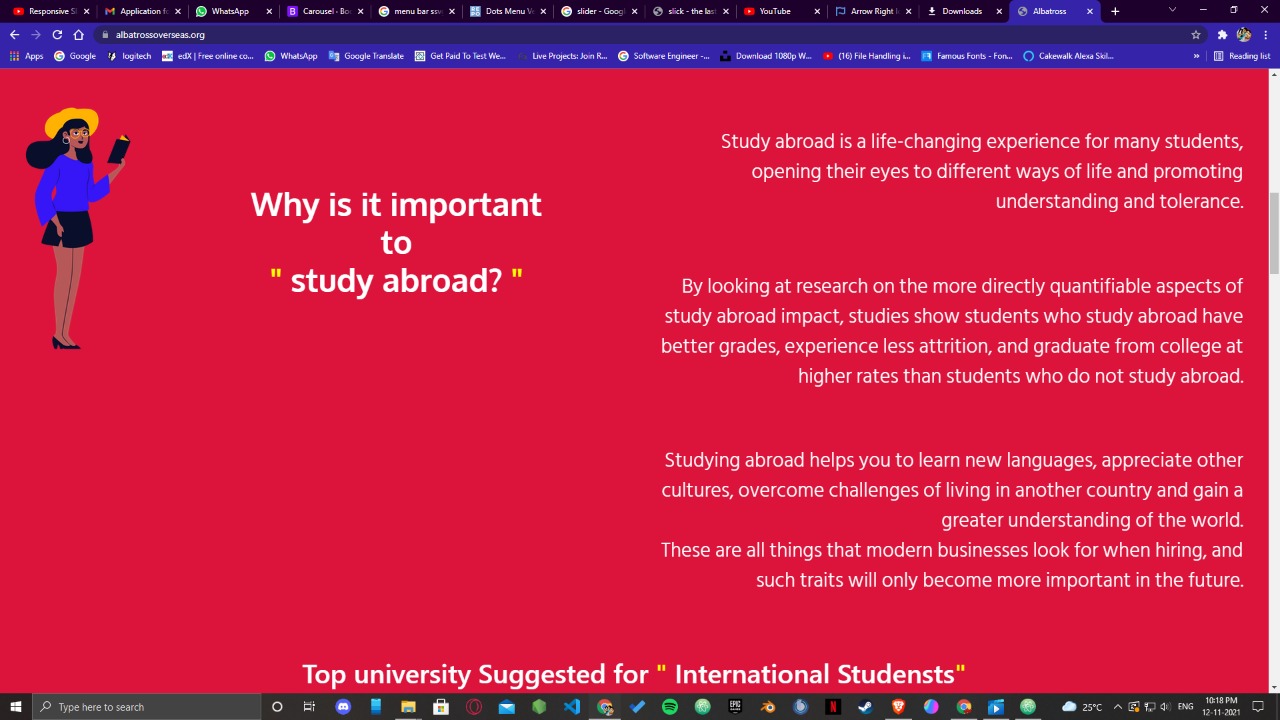 Responsive Sl
Application fo
WhatsApp
Carousel · Boo
menu bar ssv
Dots Menu Ve
slider - Googl
slick - the last
YouTube
Arrow Right Ic
Downloads
Albatross
albatrossoverseas.org
Apps
Google
logitech
edX | Free online co...
WhatsApp
Google Translate
Get Paid To Test We...
Live Projects: Join R...
Software Engineer -...
Download 1080p W...
(16) File Handling i...
Famous Fonts - Fon...
Cakewalk Alexa Skil...
»
Reading list
Why is it important
to
" study abroad? "
Study abroad is a life-changing experience for many students,
opening their eyes to different ways of life and promoting
understanding and tolerance.
By looking at research on the more directly quantifiable aspects of
study abroad impact, studies show students who study abroad have
better grades, experience less attrition, and graduate from college at
higher rates than students who do not study abroad.
Studying abroad helps you to learn new languages, appreciate other
cultures, overcome challenges of living in another country and gain a
greater understanding of the world.
These are all things that modern businesses look for when hiring, and
such traits will only become more important in the future.
Top university Suggested for " International Studensts"
Type here to search
EPIC
N
25°C
ENG
10:18 PM
12-11-2021